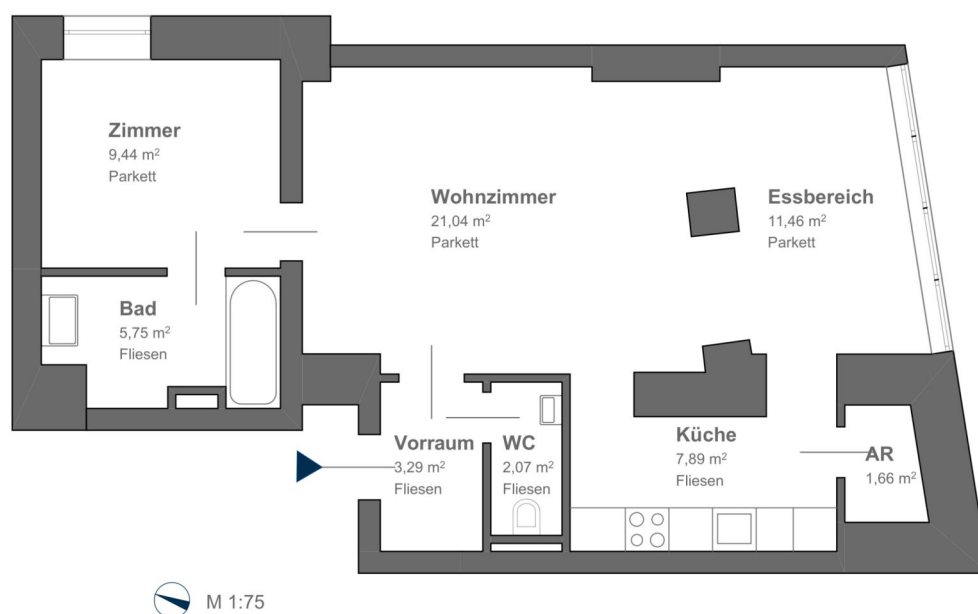 Zimmer
9,44 m²
Parkett
Wohnzimmer
21,04 m²
Parkett
Essbereich
11,46 m²
Parkett
Bad
5,75 m²
Fliesen
Vorraum
3,29 m²
Fliesen
WC
2,07 m²
Fliesen
Küche
7,89 m²
Fliesen
AR
1,66 m²
M 1:75